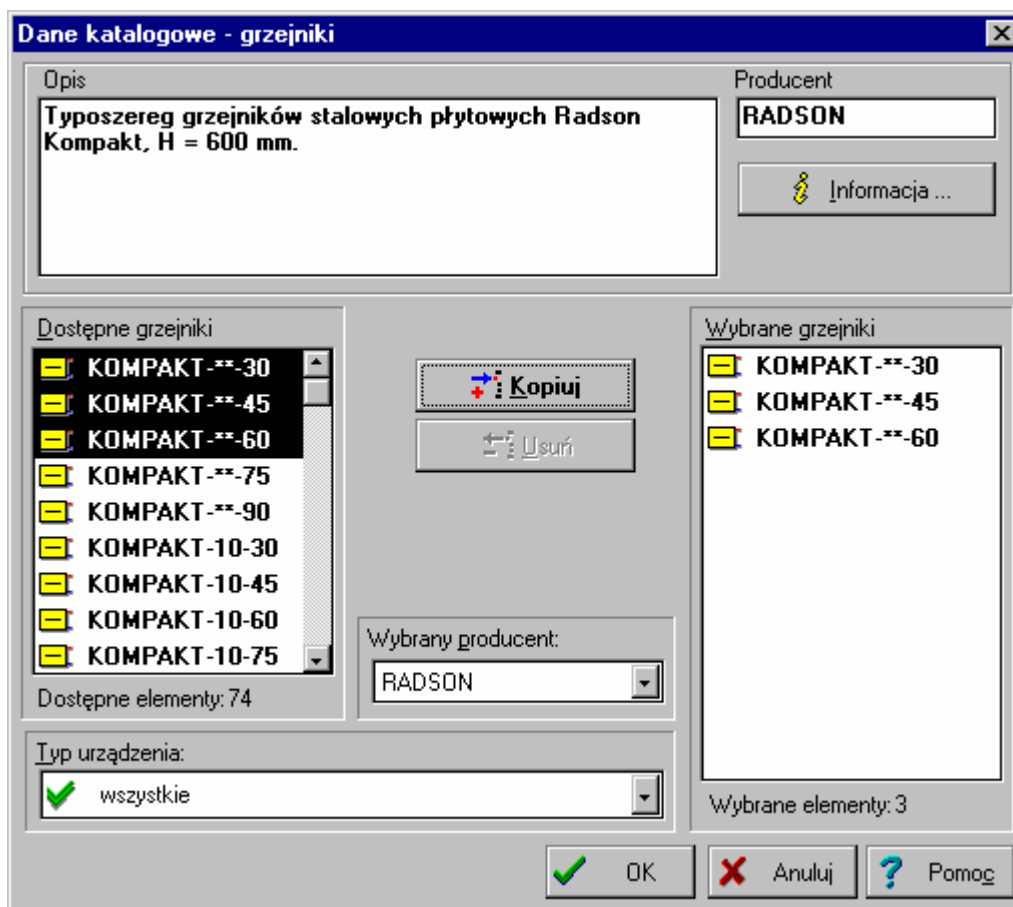 Dane katalogowe - grzejniki
Opis
Typoszereg grzejników stalowych płytowych Radson
Kompakt, H = 600 mm.
Producent
RADSON
Informacja ...
Dostępne grzejniki
KOMPAKT-**-30
KOMPAKT-**-45
KOMPAKT-**-60
KOMPAKT-**-75
KOMPAKT-**-90
KOMPAKT-10-30
KOMPAKT-10-45
KOMPAKT-10-60
KOMPAKT-10-75
Dostępne elementy: 74
Kopiuj
Usuń
Wybrany producent:
RADSON
Wybrane grzejniki
KOMPAKT-**-30
KOMPAKT-**-45
KOMPAKT-**-60
Wybrane elementy: 3
Typ urządzenia:
wszystkie
OK
Anuluj
Pomoc